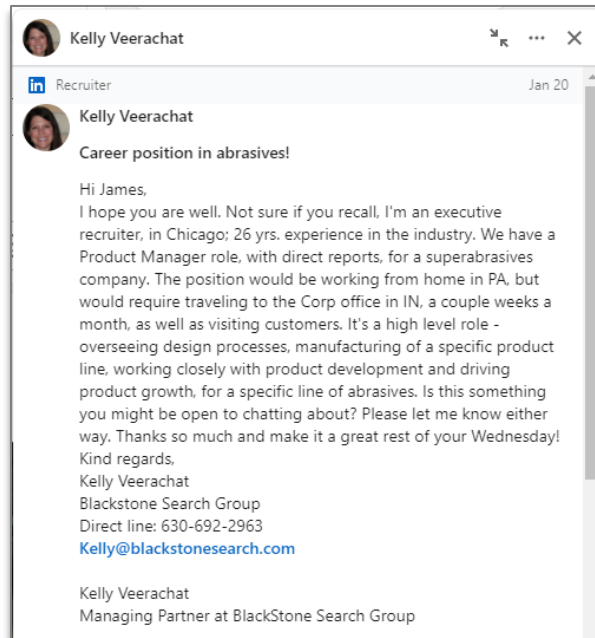 Kelly Veerachat
in Recruiter Jan 20
Kelly Veerachat
Career position in abrasives!
Hi James,
I hope you are well. Not sure if you recall, I'm an executive
recruiter, in Chicago; 26 yrs. experience in the industry. We have a
Product Manager role, with direct reports, for a superabrasives
company. The position would be working from home in PA, but
would require traveling to the Corp office in IN, a couple weeks a
month, as well as visiting customers. It's a high level role -
overseeing design processes, manufacturing of a specific product
line, working closely with product development and driving
product growth, for a specific line of abrasives. Is this something
you might be open to chatting about? Please let me know either
way. Thanks so much and make it a great rest of your Wednesday!
Kind regards,
Kelly Veerachat
Blackstone Search Group
Direct line: 630-692-2963
Kelly@blackstonesearch.com
Kelly Veerachat
Managing Partner at BlackStone Search Group